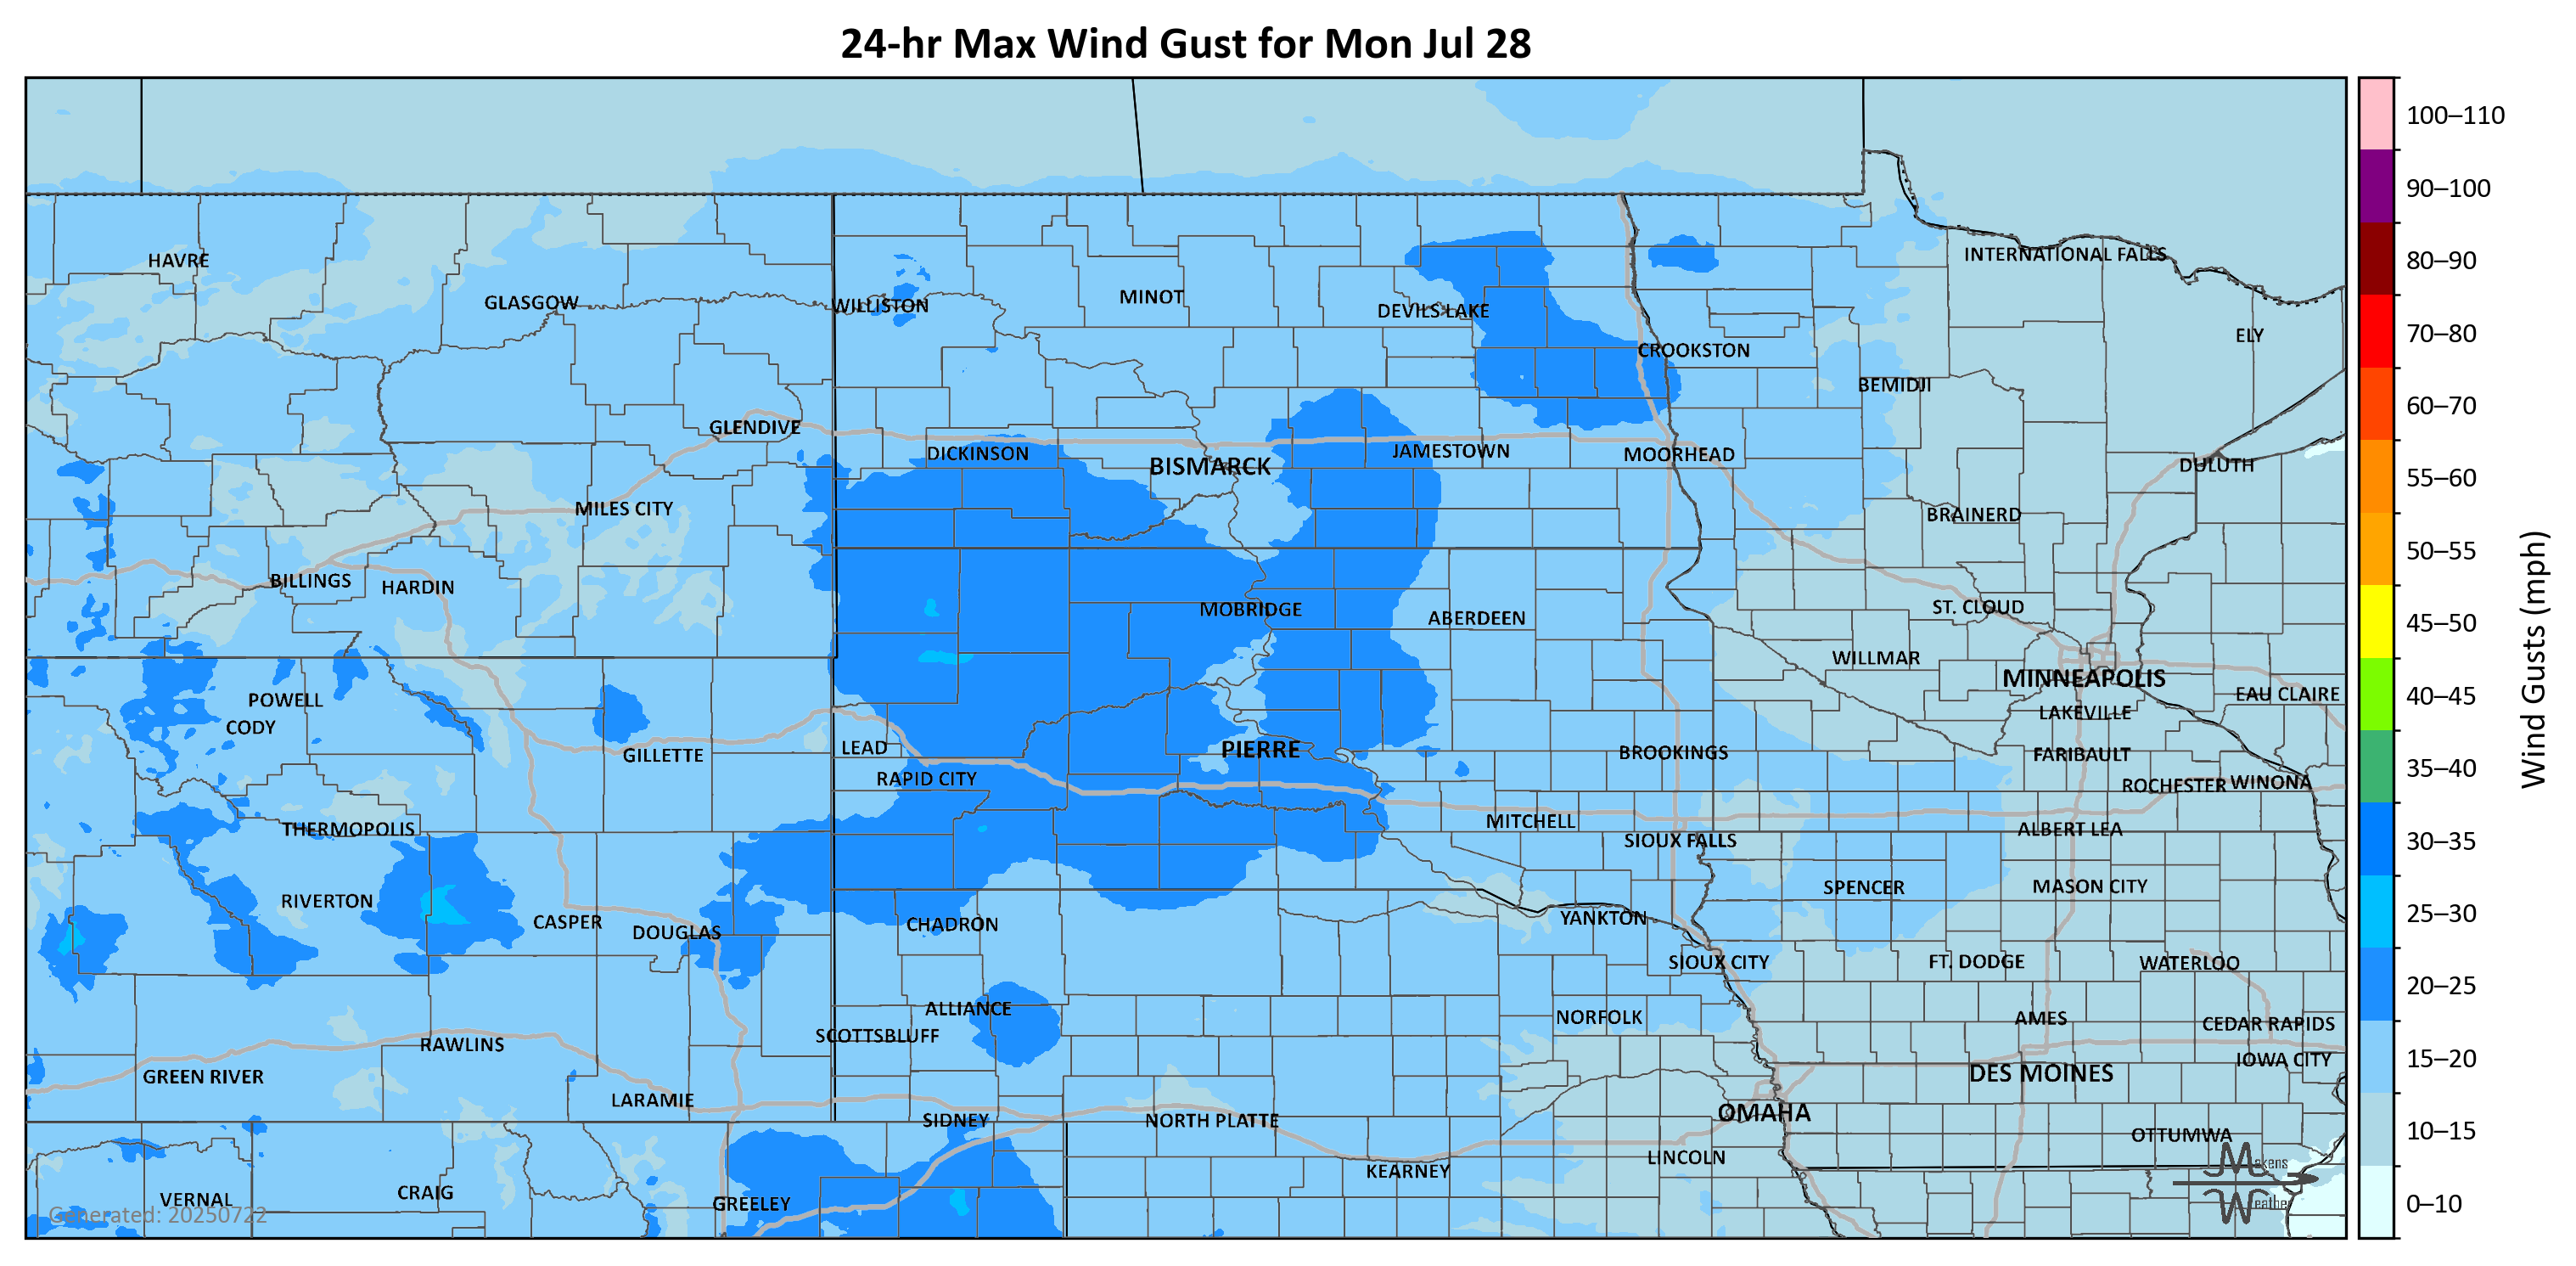 24-hr Max Wind Gust for Mon Jul 28
100–110
90–100
80–90
70–80
60–70
55–60
50–55
45–50
40–45
35–40
30–35
25–30
20–25
15–20
10–15
0–10
Wind Gusts (mph)
INTERNATIONAL FALLS
HAVRE
MINOT
GLASGOW
WILLISTON
DEVILS LAKE
ELY
CROOKSTON
BEMIDJI
GLENDIVE
DICKINSON
JAMESTOWN
MOORHEAD
BISMARCK
DULUTH
MILES CITY
BRAINERD
BILLINGS
HARDIN
MOBRIDGE
ST. CLOUD
ABERDEEN
WILLMAR
MINNEAPOLIS
EAU CLAIRE
POWELL
LAKEVILLE
CODY
LEAD
PIERRE
BROOKINGS
GILLETTE
FARIBAULT
RAPID CITY
ROCHESTER
WINONA
MITCHELL
THERMOPOLIS
ALBERT LEA
SIOUX FALLS
SPENCER
MASON CITY
RIVERTON
CASPER
CHADRON
YANKTON
DOUGLAS
SIOUX CITY
FT. DODGE
WATERLOO
ALLIANCE
NORFOLK
AMES
CEDAR RAPIDS
SCOTTSBLUFF
RAWLINS
IOWA CITY
GREEN RIVER
DES MOINES
LARAMIE
OMAHA
SIDNEY
NORTH PLATTE
OTTUMWA
LINCOLN
KEARNEY
Makens
Weather
VERNAL
CRAIG
GREELEY
Generated: 20250722